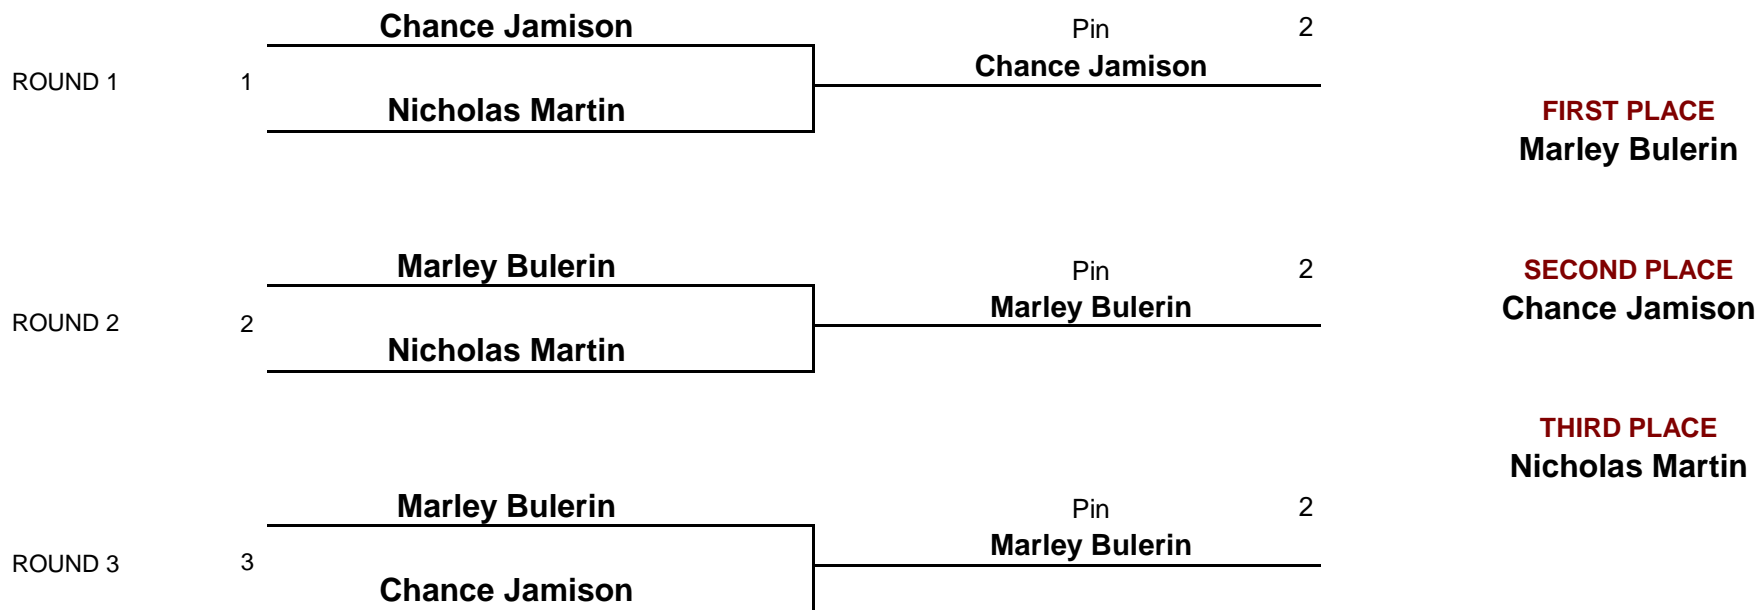 Chance Jamison
Pin 2
Chance Jamison
ROUND 1 1
Nicholas Martin
FIRST PLACE
Marley Bulerin
Marley Bulerin
Pin 2
SECOND PLACE
Marley Bulerin
Chance Jamison
ROUND 2 2
Nicholas Martin
THIRD PLACE
Nicholas Martin
Marley Bulerin
Pin 2
Marley Bulerin
ROUND 3 3
Chance Jamison